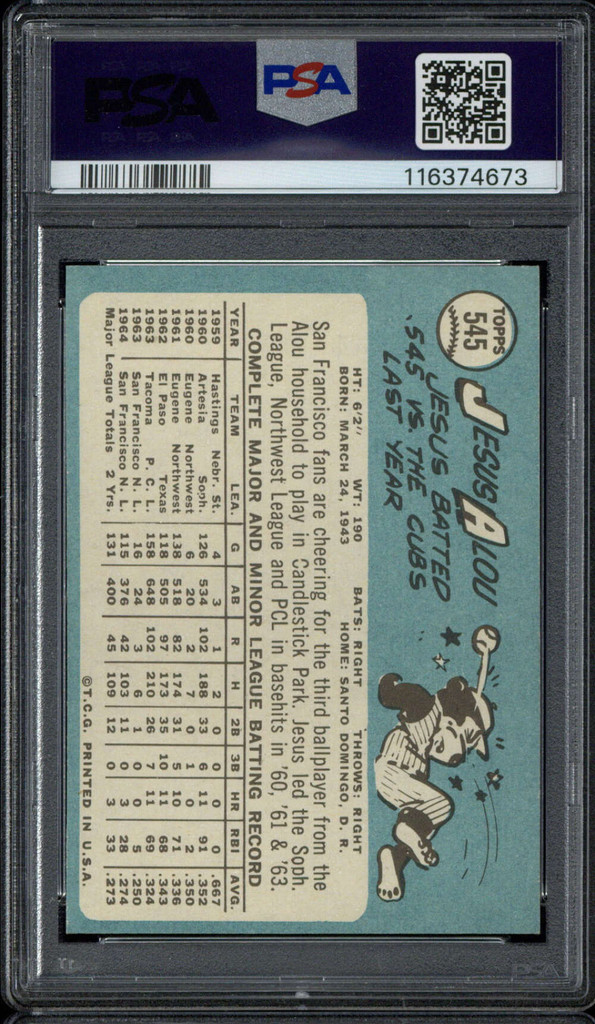 PSA
PSA
116374673
TOPPS
545
JESUS ALOU
JESUS BATTED
.545 VS. THE CUBS
LAST YEAR
HT: 6'2" WT: 190 BATS: RIGHT THROWS: RIGHT
BORN: MARCH 24, 1943 HOME: SANTO DOMINGO, D. R.
San Francisco fans are cheering for the third ballplayer from the
Alou household to play in Candlestick Park. Jesus led the Soph.
League, Northwest League and PCL in basehits in '60, '61 & '63.
COMPLETE MAJOR AND MINOR LEAGUE BATTING RECORD
YEAR TEAM LEA. G AB R H 2B 3B HR RBI AVG.
1959 Hastings Nebr. St. 4 3 1 2 0 0 0 0 .667
1960 Artesia Soph. 126 534 102 188 33 6 11 91 .352
1960 Eugene Northwest 6 20 2 7 0 1 0 2 .350
1961 Eugene Northwest 138 518 82 174 31 5 10 71 .336
1962 El Paso Texas 118 505 97 173 35 10 11 68 .343
1963 Tacoma P. C. L. 158 648 102 210 26 7 11 69 .324
1963 San Francisco N. L. 16 24 3 6 1 0 0 5 .250
1964 San Francisco N. L. 115 376 42 103 11 0 3 28 .274
Major League Totals 2 Yrs. 131 400 45 109 12 0 3 33 .273
©T.C.G. PRINTED IN U.S.A.
PSA